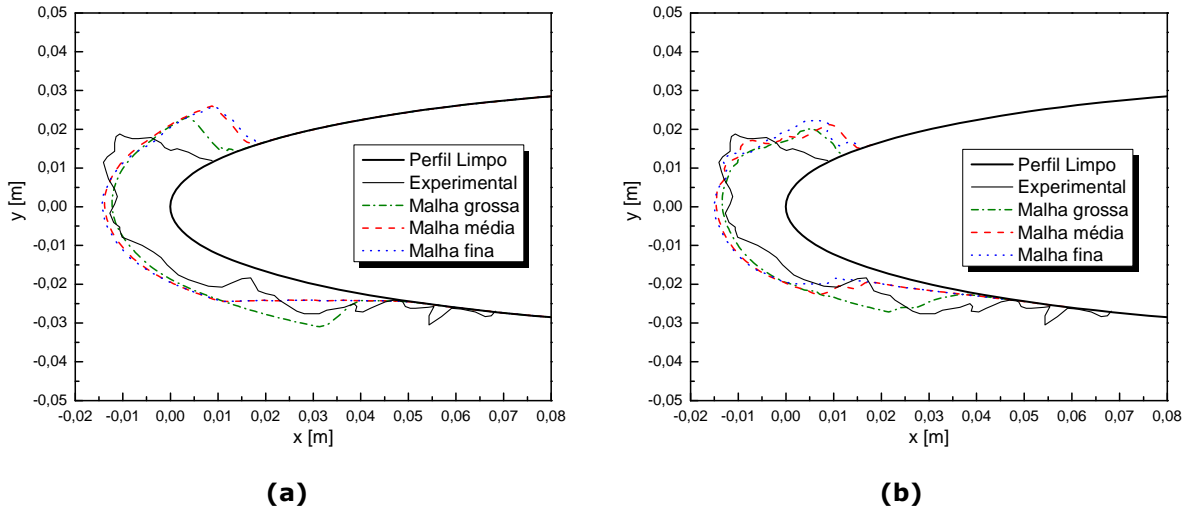 0,05
0,04
0,03
0,02
0,01
0,00
-0,01
-0,02
-0,03
-0,04
-0,05
y [m]
-0,02 -0,01 0,00 0,01 0,02 0,03 0,04 0,05 0,06 0,07 0,08
x [m]
Perfil Limpo
Experimental
Malha grossa
Malha média
Malha fina
(a)
0,05
0,04
0,03
0,02
0,01
0,00
-0,01
-0,02
-0,03
-0,04
-0,05
y [m]
-0,02 -0,01 0,00 0,01 0,02 0,03 0,04 0,05 0,06 0,07 0,08
x [m]
Perfil Limpo
Experimental
Malha grossa
Malha média
Malha fina
(b)